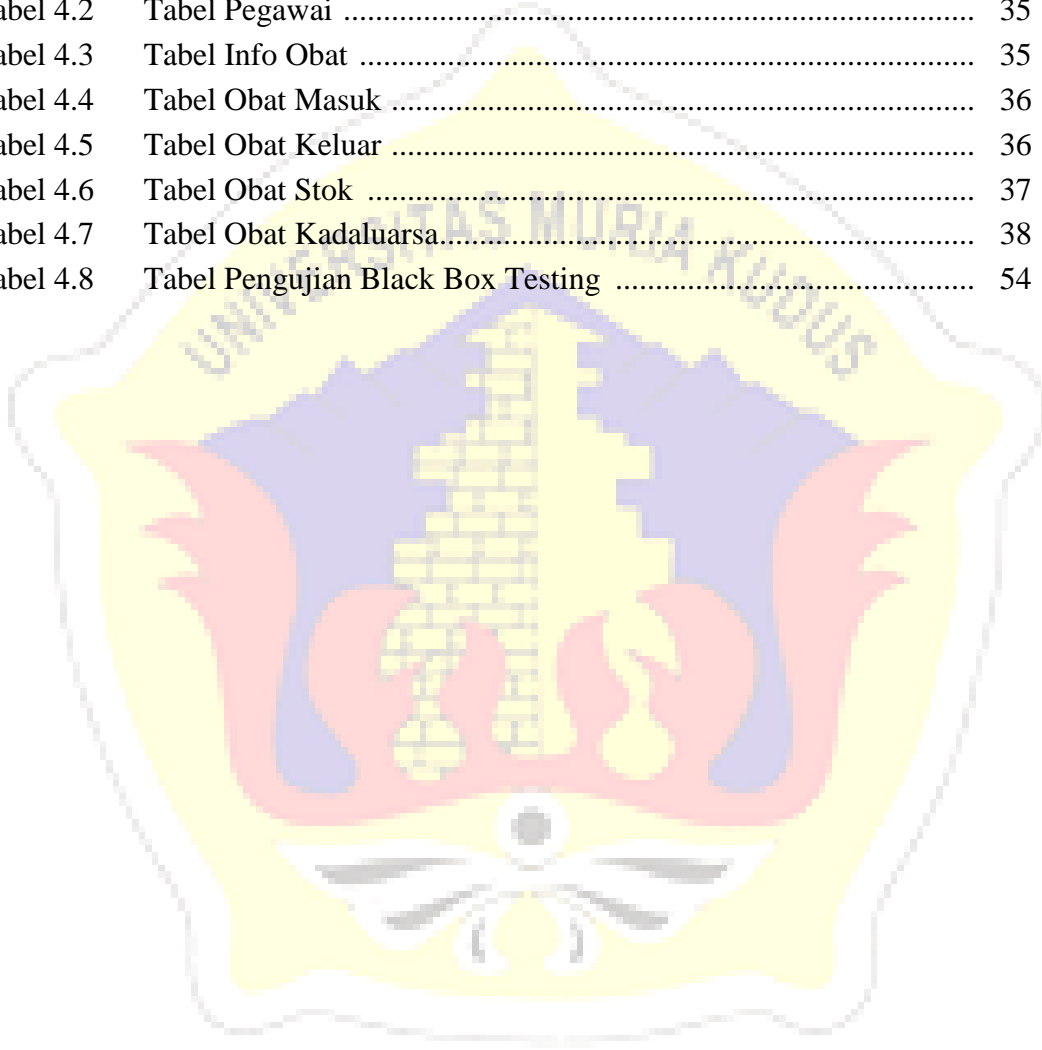 abel 4.2 Tabel Pegawai ............................................................................. 35
abel 4.3 Tabel Info Obat ........................................................................... 35
abel 4.4 Tabel Obat Masuk ....................................................................... 36
abel 4.5 Tabel Obat Keluar ....................................................................... 36
abel 4.6 Tabel Obat Stok .......................................................................... 37
abel 4.7 Tabel Obat Kadaluarsa................................................................. 38
abel 4.8 Tabel Pengujian Black Box Testing ............................................ 54
UNIVERSITAS MURIA KUDUS